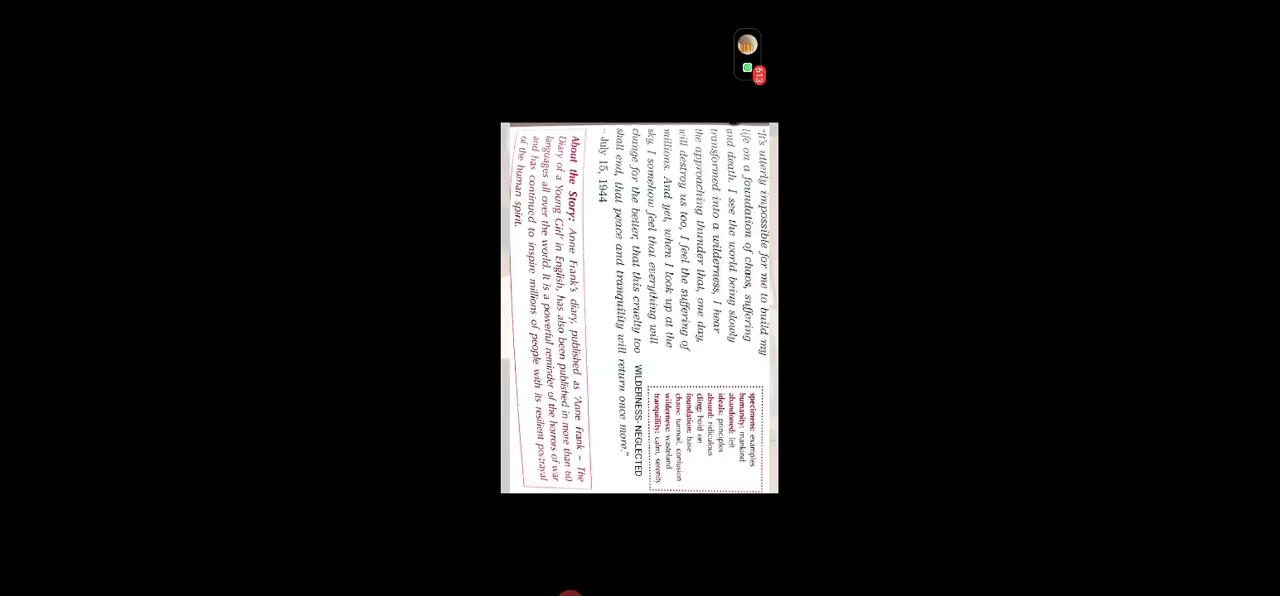 613
"It's utterly impossible for me to build my
life on a foundation of chaos, suffering
and death. I see the world being slowly
transformed into a wilderness, I hear
the approaching thunder that, one day,
will destroy us too, I feel the suffering of
millions. And yet, when I look up at the
sky, I somehow feel that everything will
change for the better, that this cruelty too
shall end, that peace and tranquility will return once more."
– July 15, 1944
specimens: examples
humanity: mankind
abandoned: left
ideals: principles
absurd: ridiculous
cling: hold on
foundation: base
chaos: turmoil, confusion
wilderness: wasteland
tranquillity: calm, serenity
WILDERNESS- NEGLECTED
About the Story: Anne Frank's diary, published as 'Anne Frank – The
Diary of a Young Girl' in English, has also been published in more than 60
languages all over the world. It is a powerful reminder of the horrors of war
and has continued to inspire millions of people with its resilient portrayal
of the human spirit.